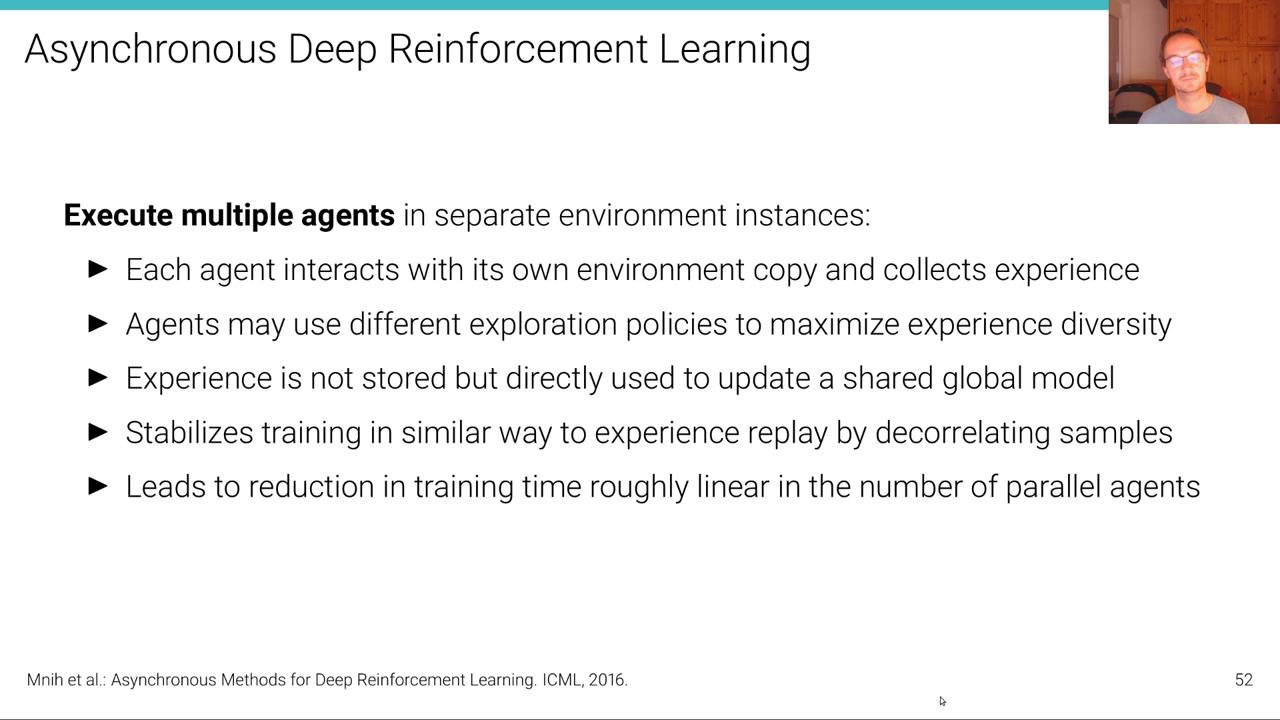 Asynchronous Deep Reinforcement Learning
Execute multiple agents in separate environment instances:
► Each agent interacts with its own environment copy and collects experience
► Agents may use different exploration policies to maximize experience diversity
► Experience is not stored but directly used to update a shared global model
► Stabilizes training in similar way to experience replay by decorrelating samples
► Leads to reduction in training time roughly linear in the number of parallel agents
Mnih et al.: Asynchronous Methods for Deep Reinforcement Learning. ICML, 2016.
52